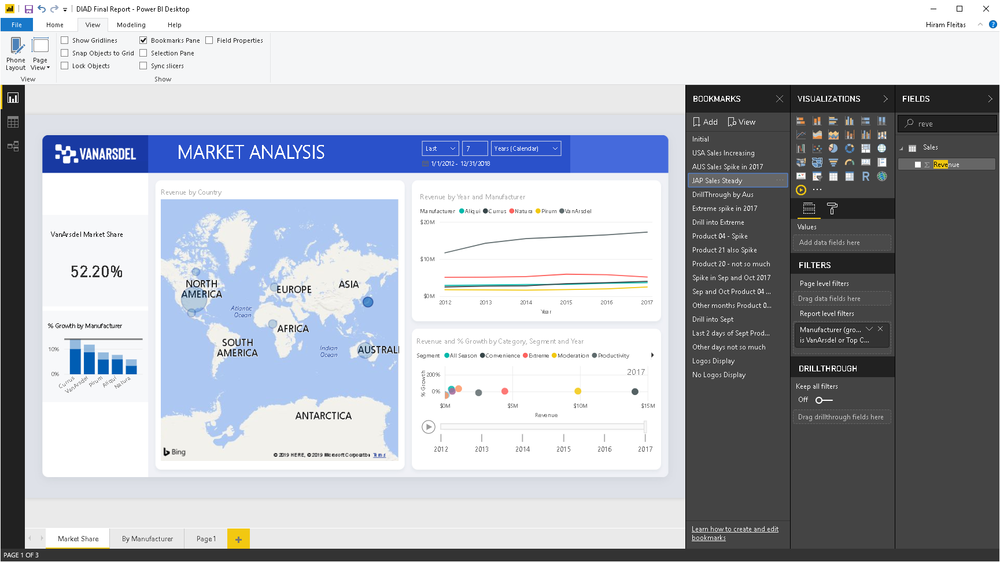 DIAD Final Report - Power BI Desktop
File Home View Modeling Help Hiram Fleitas
Show Gridlines Bookmarks Pane Field Properties
Snap Objects to Grid Selection Pane
Lock Objects Sync slicers
Phone Layout
Page View
View Show
VANARSDEL
MARKET ANALYSIS
Last 7 Years (Calendar)
1/1/2012 - 12/31/2018
VanArsdel Market Share
52.20%
% Growth by Manufacturer
10%
0%
Currus VanArsdel Pirum Aliqui Natura
Revenue by Country
NORTH AMERICA
EUROPE
ASIA
Atlantic Ocean
AFRICA
SOUTH AMERICA
Indian Ocean
AUSTRALI
ANTARCTICA
Bing
© 2019 HERE, © 2019 Microsoft Corporation Terms
Revenue by Year and Manufacturer
Manufacturer Aliqui Currus Natura Pirum VanArsdel
$20M
$10M
$0M
2012 2013 2014 2015 2016 2017
Year
Revenue and % Growth by Category, Segment and Year
Segment All Season Convenience Extreme Moderation Productivity
2017
% Growth
200%
0%
$0M $5M $10M $15M
Revenue
2012 2013 2014 2015 2016 2017
BOOKMARKS
Add View
Initial
USA Sales Increasing
AUS Sales Spike in 2017
JAP Sales Steady ...
DrillThrough by Aus
Extreme spike in 2017
Drill into Extreme
Product 04 - Spike
Product 21 also Spike
Product 20 - not so much
Spike in Sep and Oct 2017
Sep and Oct Product 04 ...
Other months Product 0...
Drill into Sept
Last 2 days of Sept Prod...
Other days not so much
Logos Display
No Logos Display
Learn how to create and edit
bookmarks
VISUALIZATIONS
R
...
Values
Add data fields here
FILTERS
Page level filters
Drag data fields here
Report level filters
Manufacturer (gro...
is VanArsdel or Top C...
DRILLTHROUGH
Keep all filters
Off
Drag drillthrough fields here
FIELDS
reve
Sales
Σ Revenue
Market Share By Manufacturer Page 1 +
PAGE 1 OF 3